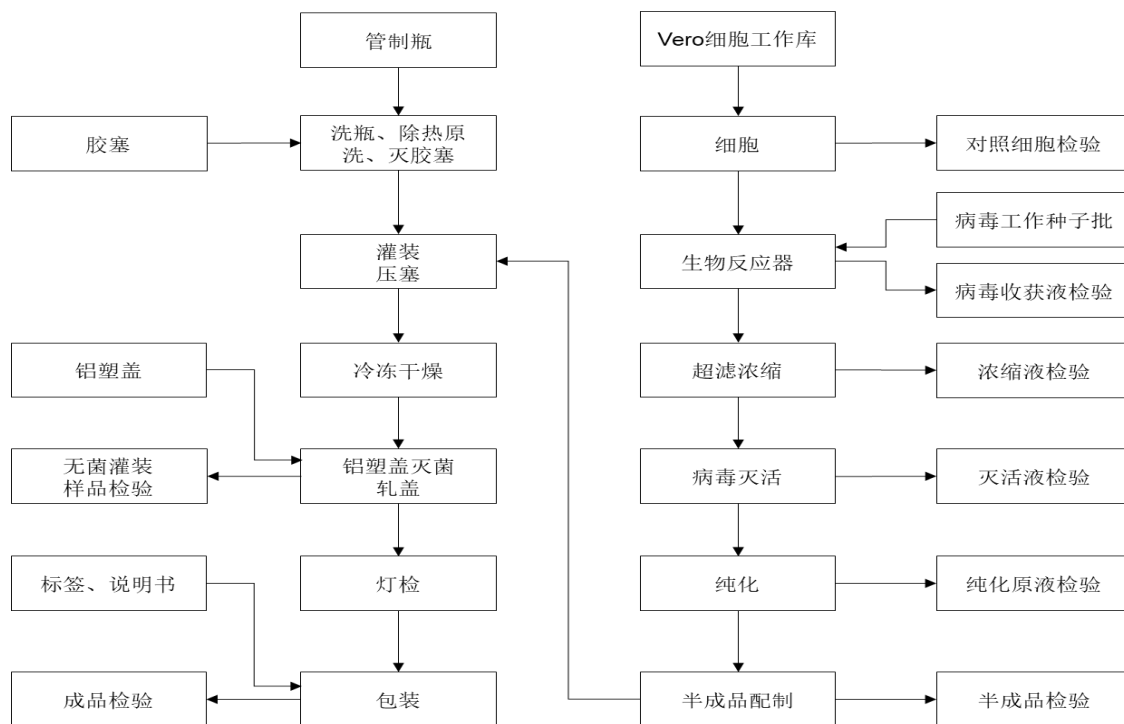 管制瓶
Vero细胞工作库
胶塞
洗瓶、除热原
洗、灭胶塞
细胞
对照细胞检验
病毒工作种子批
灌装
压塞
生物反应器
病毒收获液检验
铝塑盖
冷冻干燥
超滤浓缩
浓缩液检验
无菌灌装
样品检验
铝塑盖灭菌
轧盖
病毒灭活
灭活液检验
标签、说明书
灯检
纯化
纯化原液检验
成品检验
包装
半成品配制
半成品检验